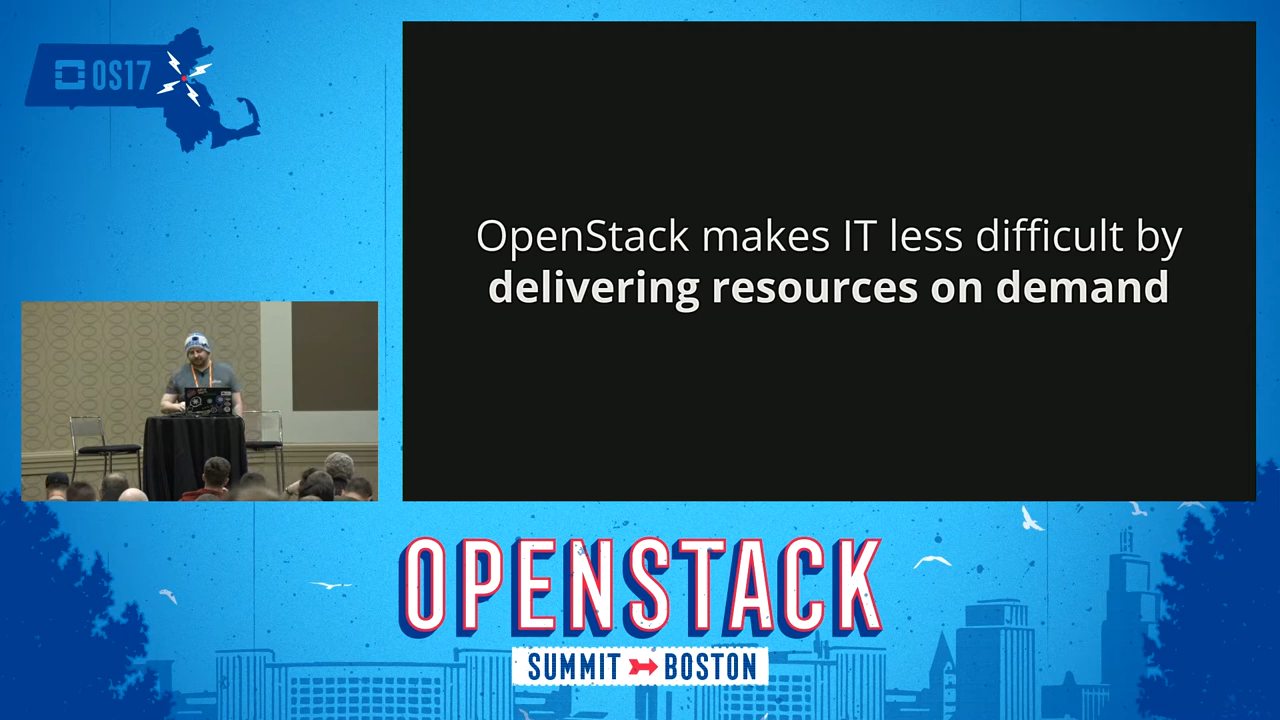 OS17
OpenStack makes IT less difficult by
delivering resources on demand
OPENSTACK
SUMMIT BOSTON